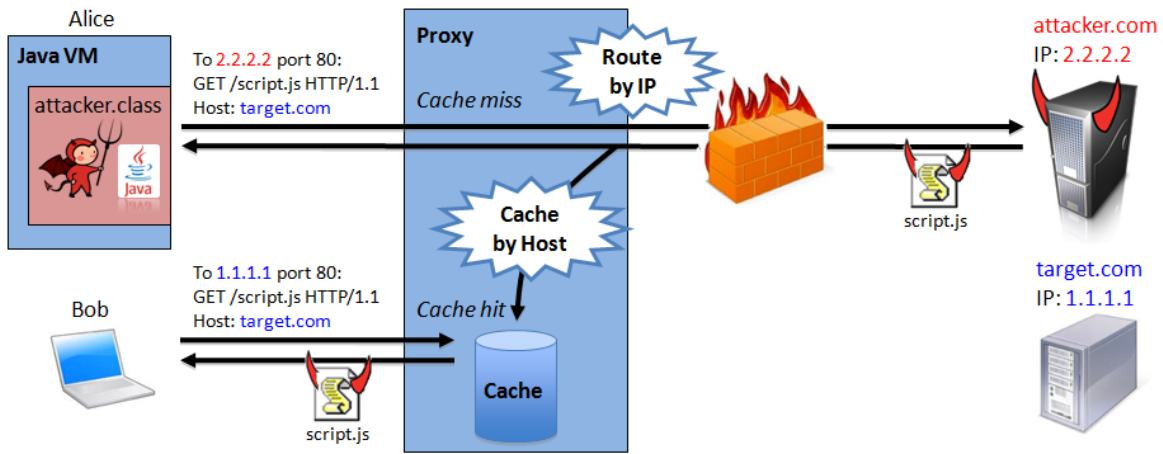 Alice
Java VM
attacker.class
Java
To 2.2.2.2 port 80:
GET /script.js HTTP/1.1
Host: target.com
Proxy
Cache miss
Route
by IP
attacker.com
IP: 2.2.2.2
script.js
Cache
by Host
To 1.1.1.1 port 80:
GET /script.js HTTP/1.1
Host: target.com
Cache hit
Bob
script.js
Cache
target.com
IP: 1.1.1.1